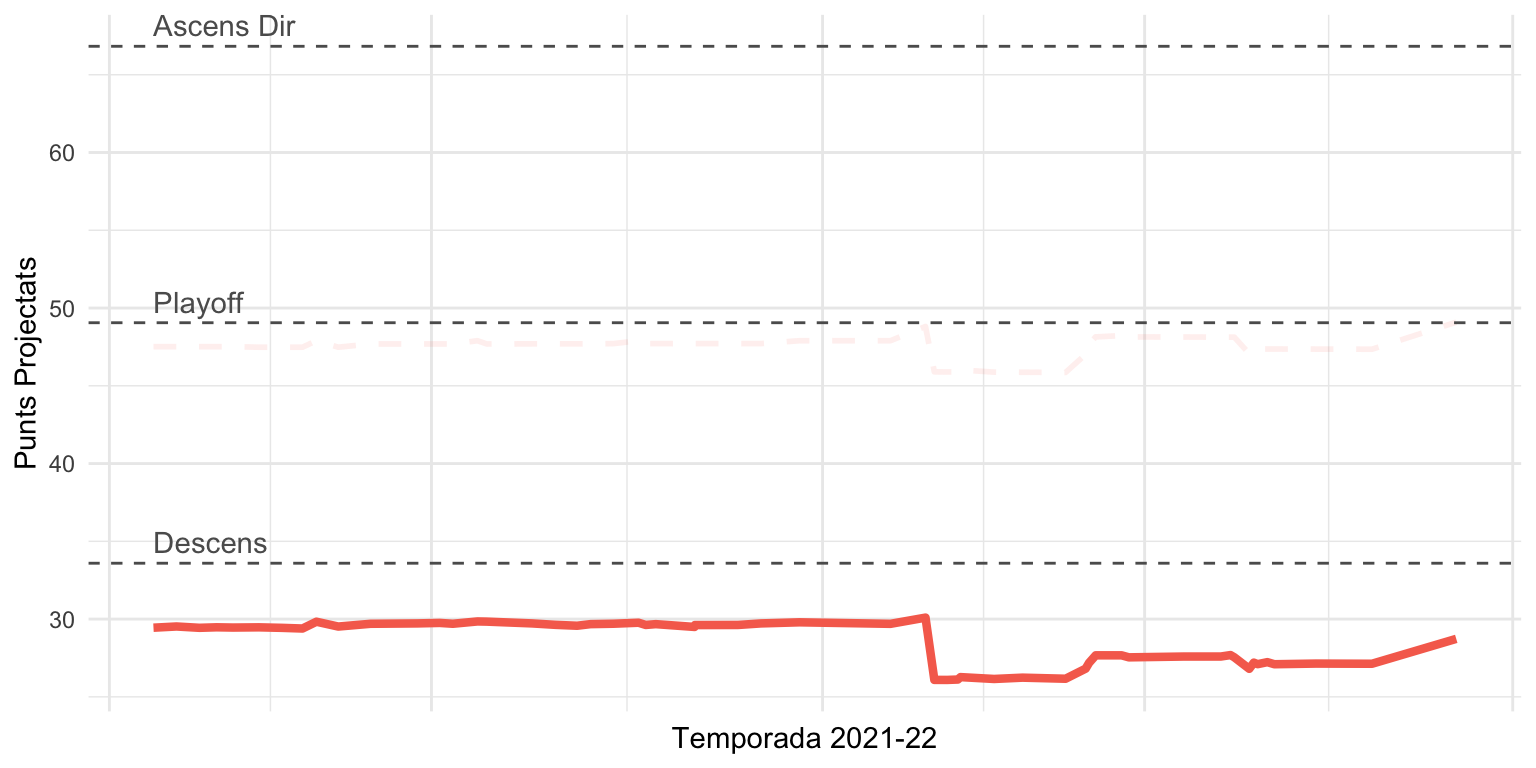 Ascens Dir
60
Playoff
50
40
Descens
30
Punts Projectats
Temporada 2021-22